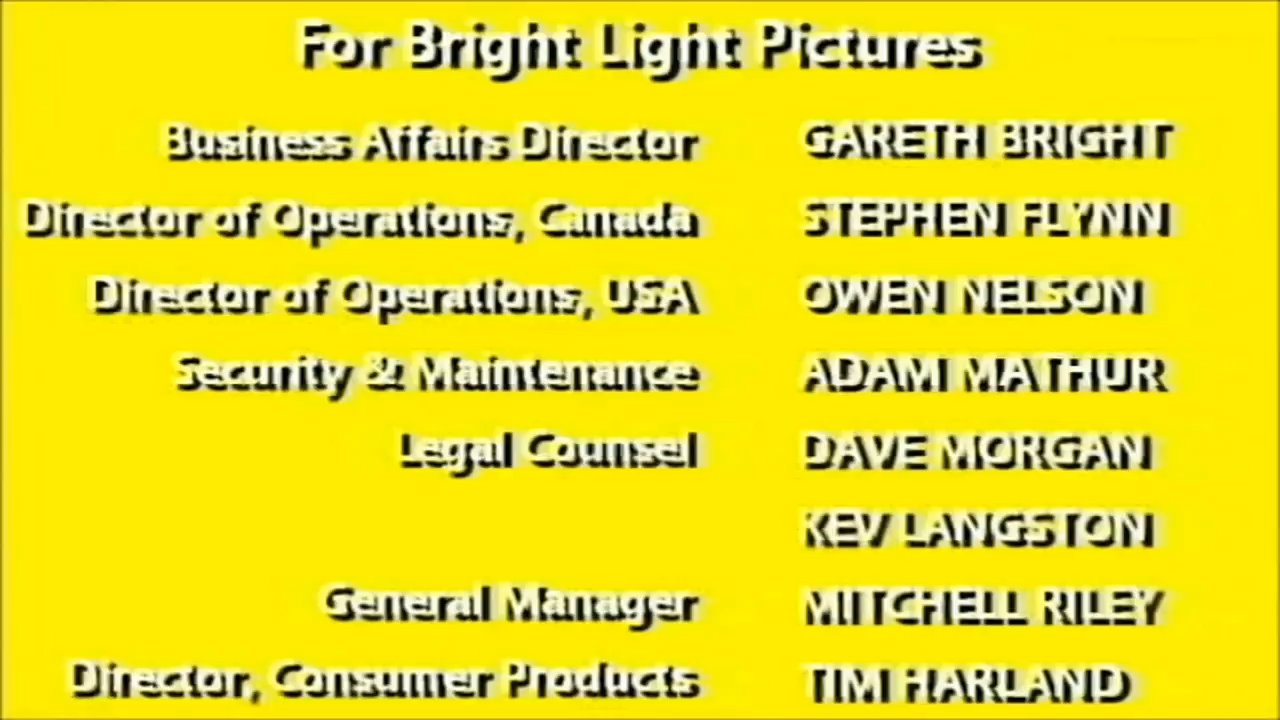 For Bright Light Pictures
Business Affairs Director GARETH BRIGHT
Director of Operations, Canada STEPHEN FLYNN
Director of Operations, USA OWEN NELSON
Security & Maintenance ADAM MATHUR
Legal Counsel DAVE MORGAN
KEV LANGSTON
General Manager MITCHELL RILEY
Director, Consumer Products TIM HARLAND